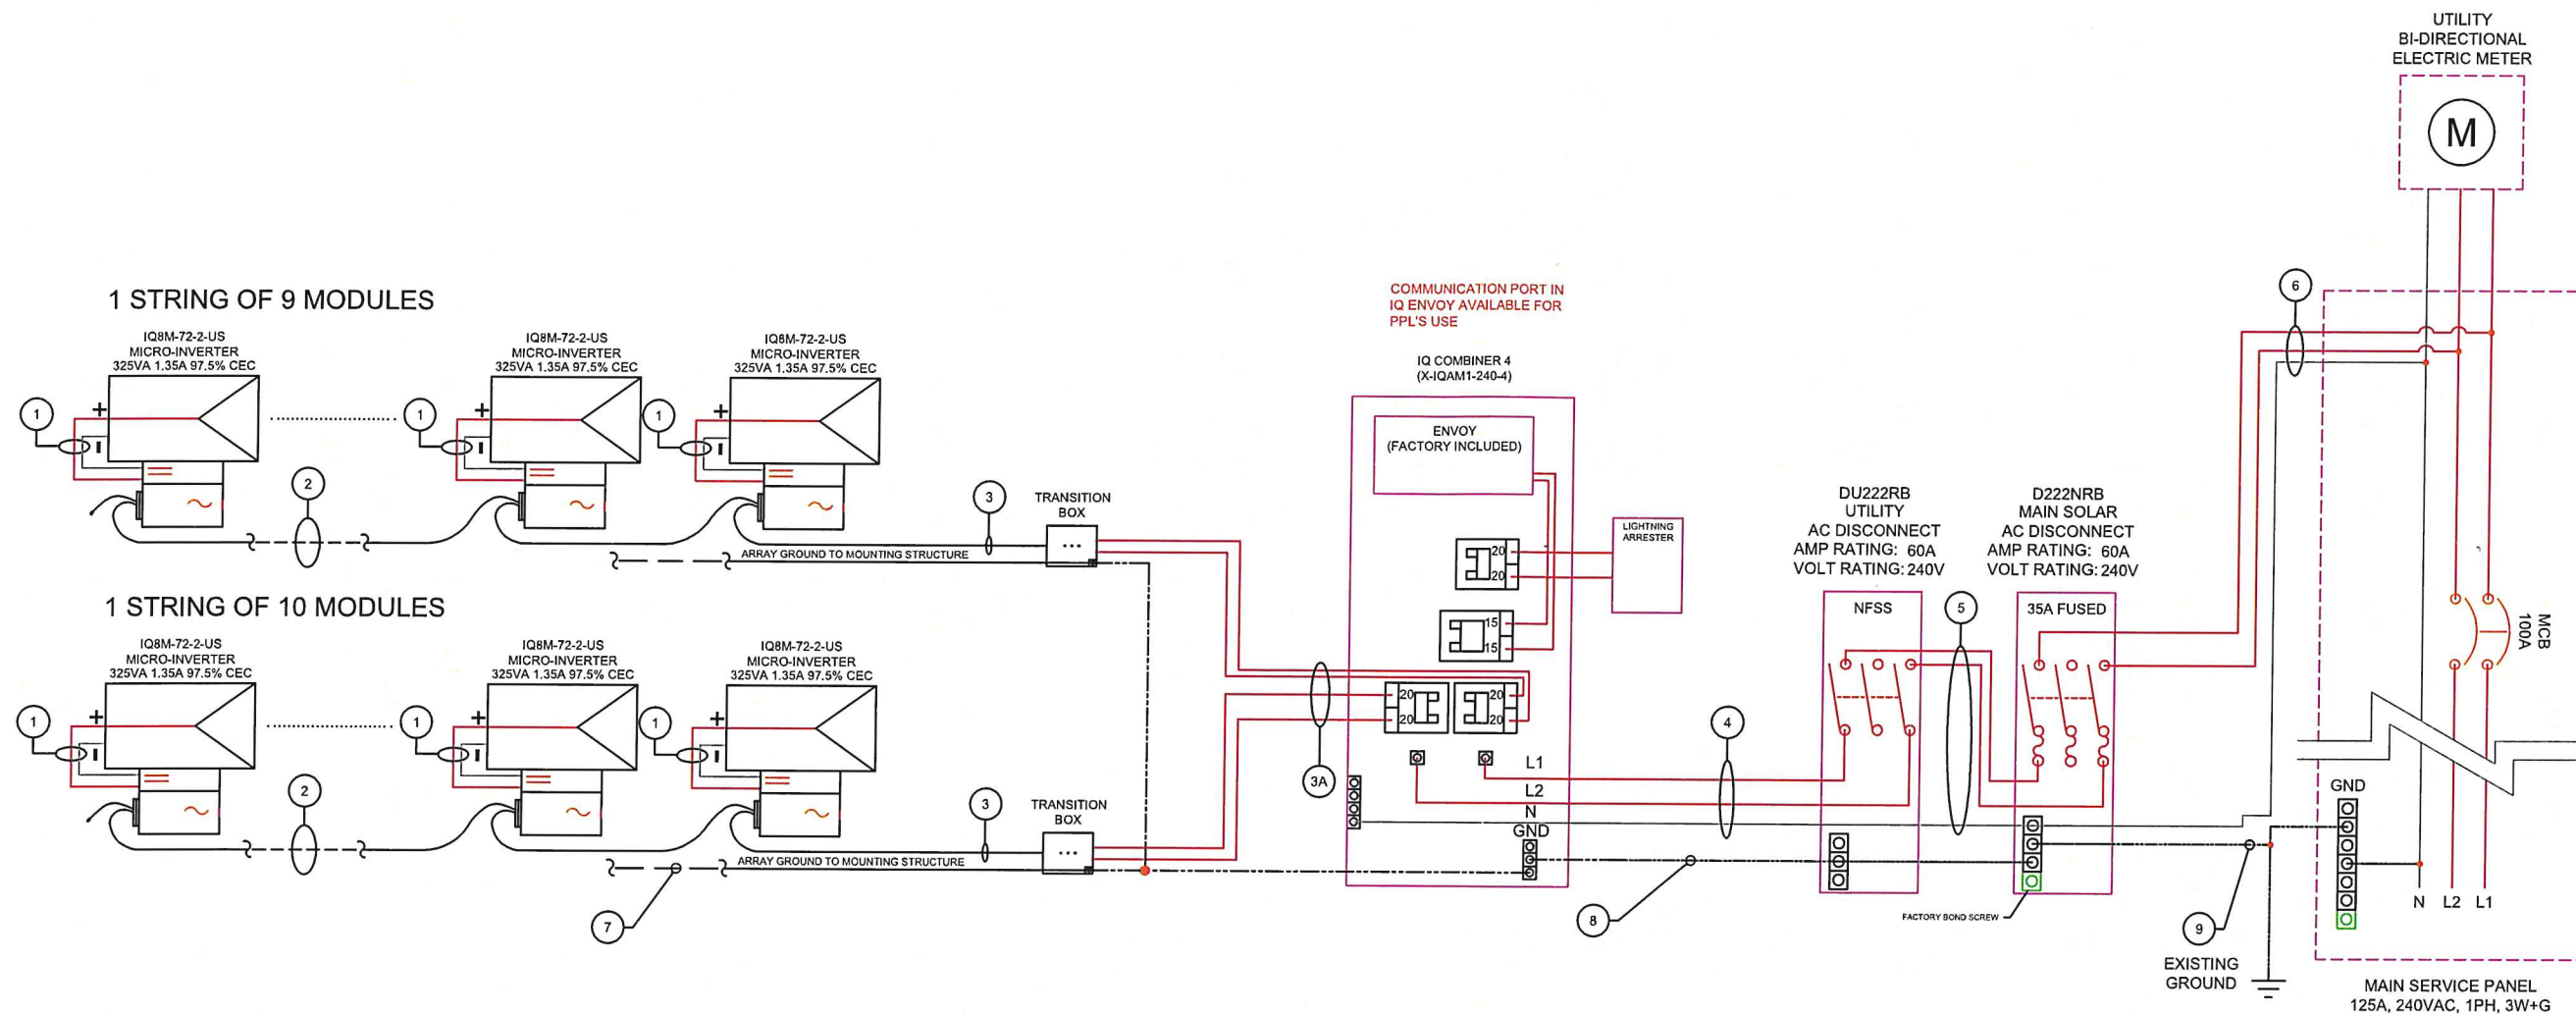 UTILITY
BI-DIRECTIONAL
ELECTRIC METER
M
6
1 STRING OF 9 MODULES
IQ8M-72-2-US
MICRO-INVERTER
325VA 1.35A 97.5% CEC
IQ8M-72-2-US
MICRO-INVERTER
325VA 1.35A 97.5% CEC
IQ8M-72-2-US
MICRO-INVERTER
325VA 1.35A 97.5% CEC
1
+
-
1
+
-
1
+
-
2
3
TRANSITION
BOX
...
ARRAY GROUND TO MOUNTING STRUCTURE
1 STRING OF 10 MODULES
IQ8M-72-2-US
MICRO-INVERTER
325VA 1.35A 97.5% CEC
IQ8M-72-2-US
MICRO-INVERTER
325VA 1.35A 97.5% CEC
IQ8M-72-2-US
MICRO-INVERTER
325VA 1.35A 97.5% CEC
1
+
-
1
+
-
1
+
-
2
3
TRANSITION
BOX
...
ARRAY GROUND TO MOUNTING STRUCTURE
7
COMMUNICATION PORT IN
IQ ENVOY AVAILABLE FOR
PPL'S USE
IQ COMBINER 4
(X-IQAM1-240-4)
ENVOY
(FACTORY INCLUDED)
LIGHTNING
ARRESTER
20
20
15
15
20
20
20
20
3A
L1
L2
N
GND
4
8
DU222RB
UTILITY
AC DISCONNECT
AMP RATING: 60A
VOLT RATING: 240V
NFSS
5
D222NRB
MAIN SOLAR
AC DISCONNECT
AMP RATING: 60A
VOLT RATING: 240V
35A FUSED
FACTORY BOND SCREW
9
EXISTING
GROUND
MCB
100A
GND
N L2 L1
MAIN SERVICE PANEL
125A, 240VAC, 1PH, 3W+G